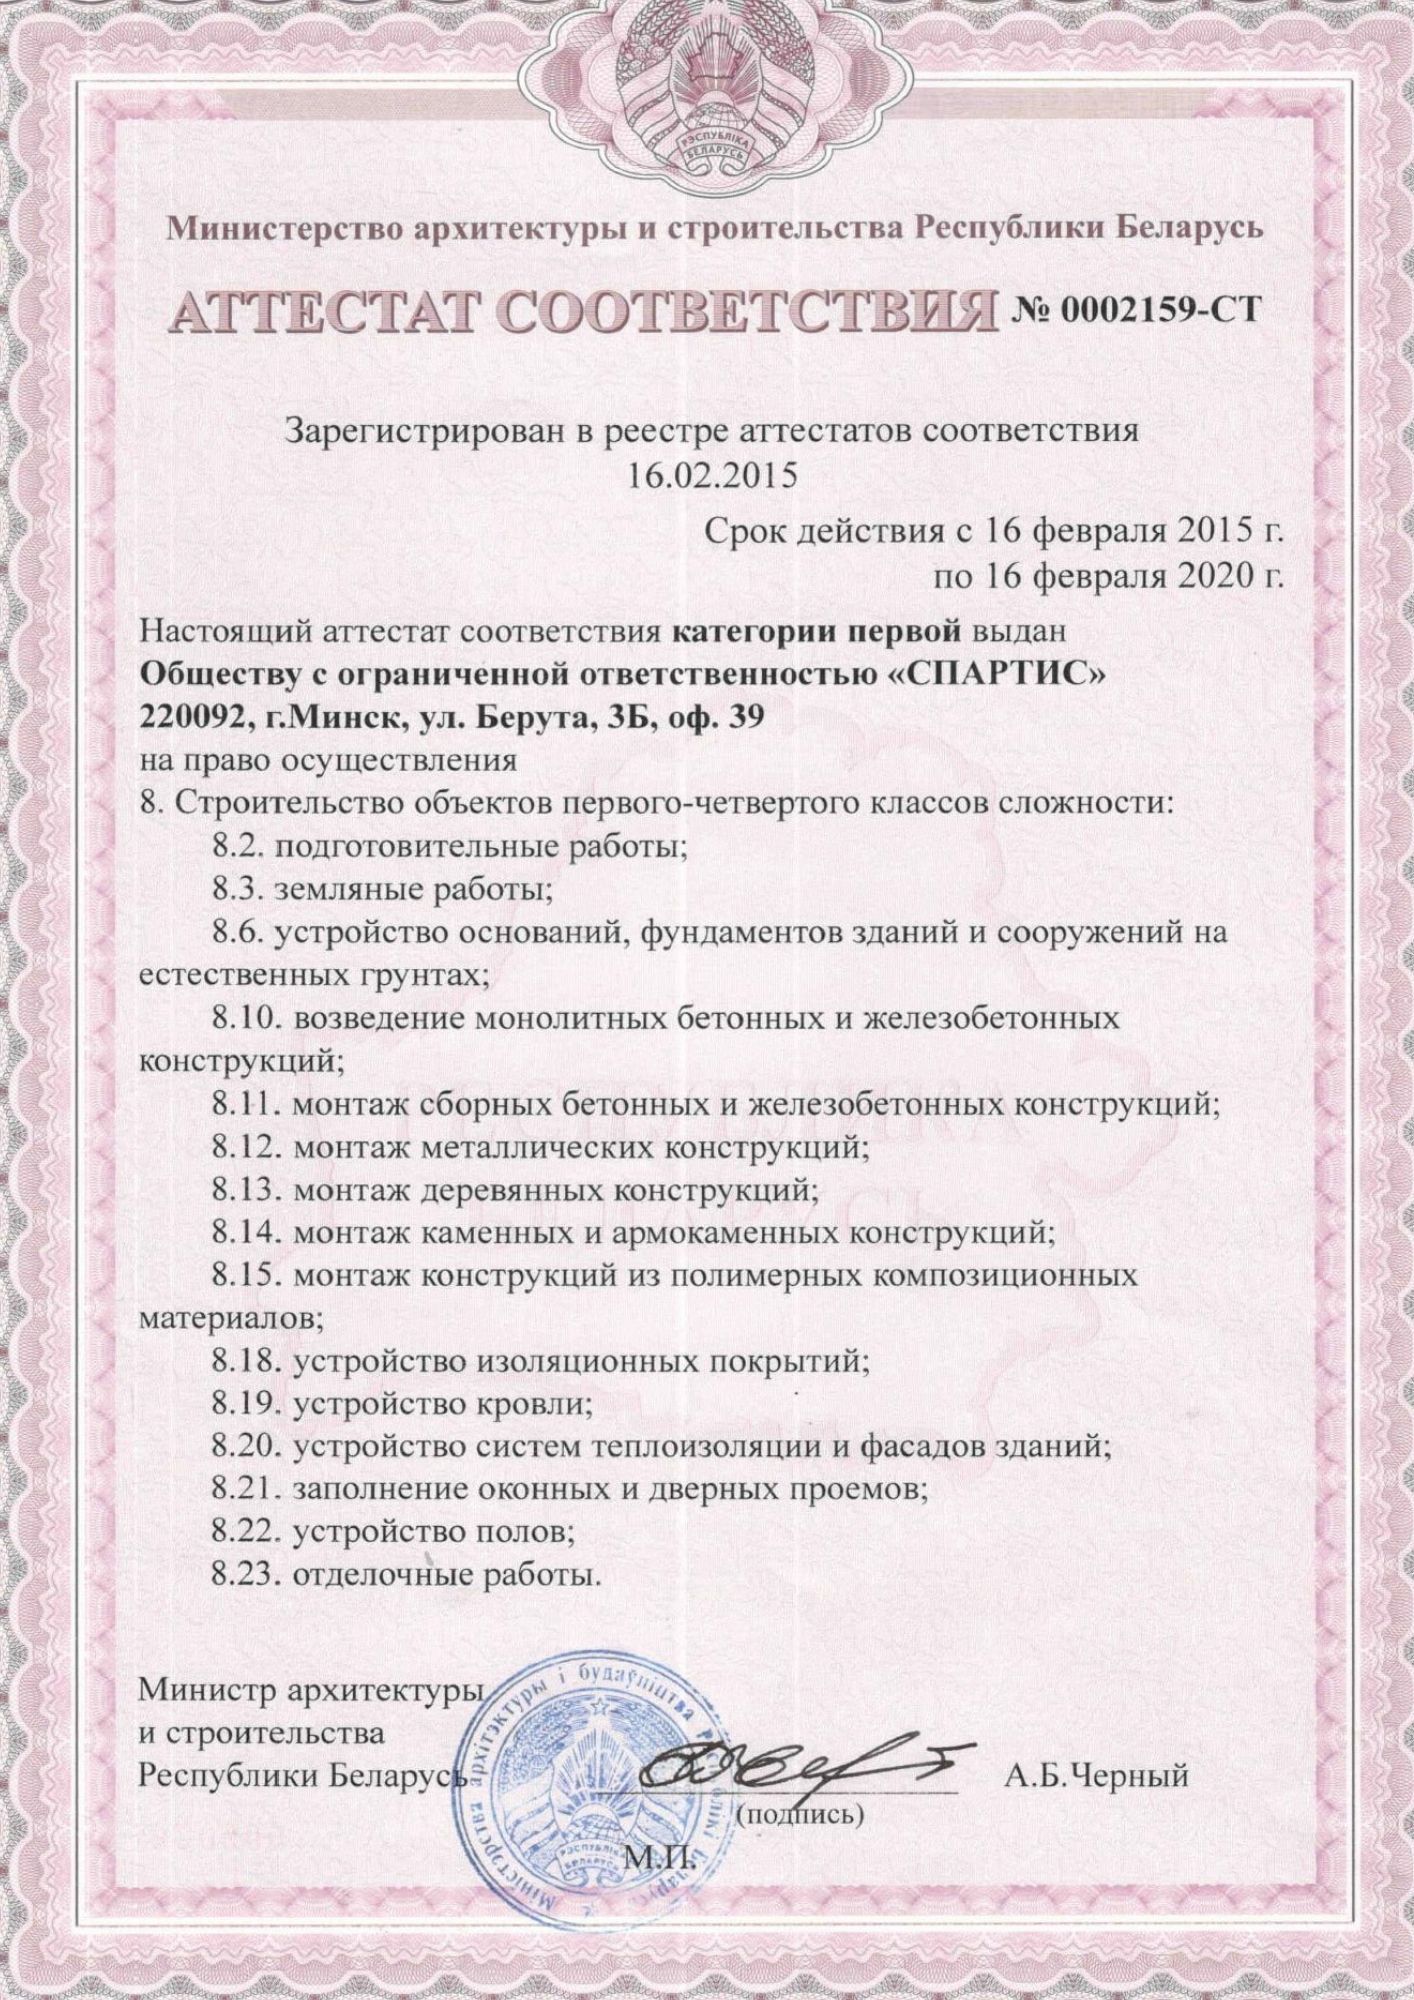 РЭСПУБЛІКА
БЕЛАРУСЬ
Министерство архитектуры и строительства Республики Беларусь
АТТЕСТАТ СООТВЕТСТВИЯ № 0002159-СТ
Зарегистрирован в реестре аттестатов соответствия
16.02.2015
Срок действия с 16 февраля 2015 г.
по 16 февраля 2020 г.
Настоящий аттестат соответствия категории первой выдан
Обществу с ограниченной ответственностью «СПАРТИС»
220092, г.Минск, ул. Берута, 3Б, оф. 39
на право осуществления
8. Строительство объектов первого-четвертого классов сложности:
8.2. подготовительные работы;
8.3. земляные работы;
8.6. устройство оснований, фундаментов зданий и сооружений на
естественных грунтах;
8.10. возведение монолитных бетонных и железобетонных
конструкций;
8.11. монтаж сборных бетонных и железобетонных конструкций;
8.12. монтаж металлических конструкций;
8.13. монтаж деревянных конструкций;
8.14. монтаж каменных и армокаменных конструкций;
8.15. монтаж конструкций из полимерных композиционных
материалов;
8.18. устройство изоляционных покрытий;
8.19. устройство кровли;
8.20. устройство систем теплоизоляции и фасадов зданий;
8.21. заполнение оконных и дверных проемов;
8.22. устройство полов;
8.23. отделочные работы.
Министр архитектуры
и строительства
Республики Беларусь
А.Б.Черный
(подпись)
М.П.
Міністэрства архітэктуры і будаўніцтва